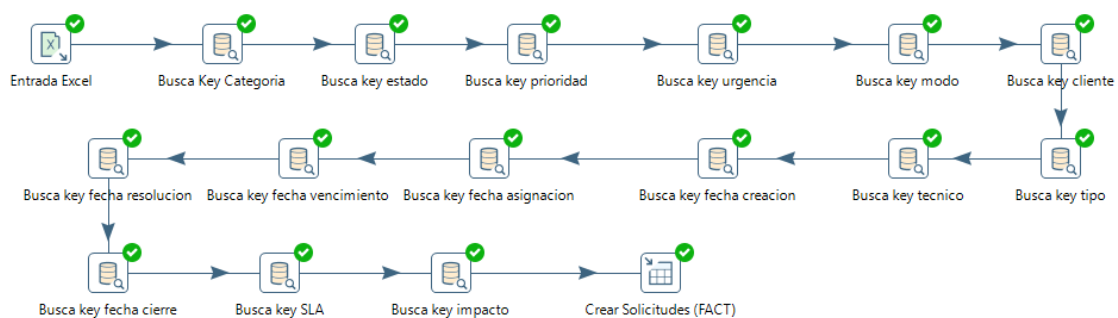 Entrada Excel
Busca Key Categoria
Busca key estado
Busca key prioridad
Busca key urgencia
Busca key modo
Busca key cliente
Busca key fecha resolucion
Busca key fecha vencimiento
Busca key fecha asignacion
Busca key fecha creacion
Busca key tecnico
Busca key tipo
Busca key fecha cierre
Busca key SLA
Busca key impacto
Crear Solicitudes (FACT)